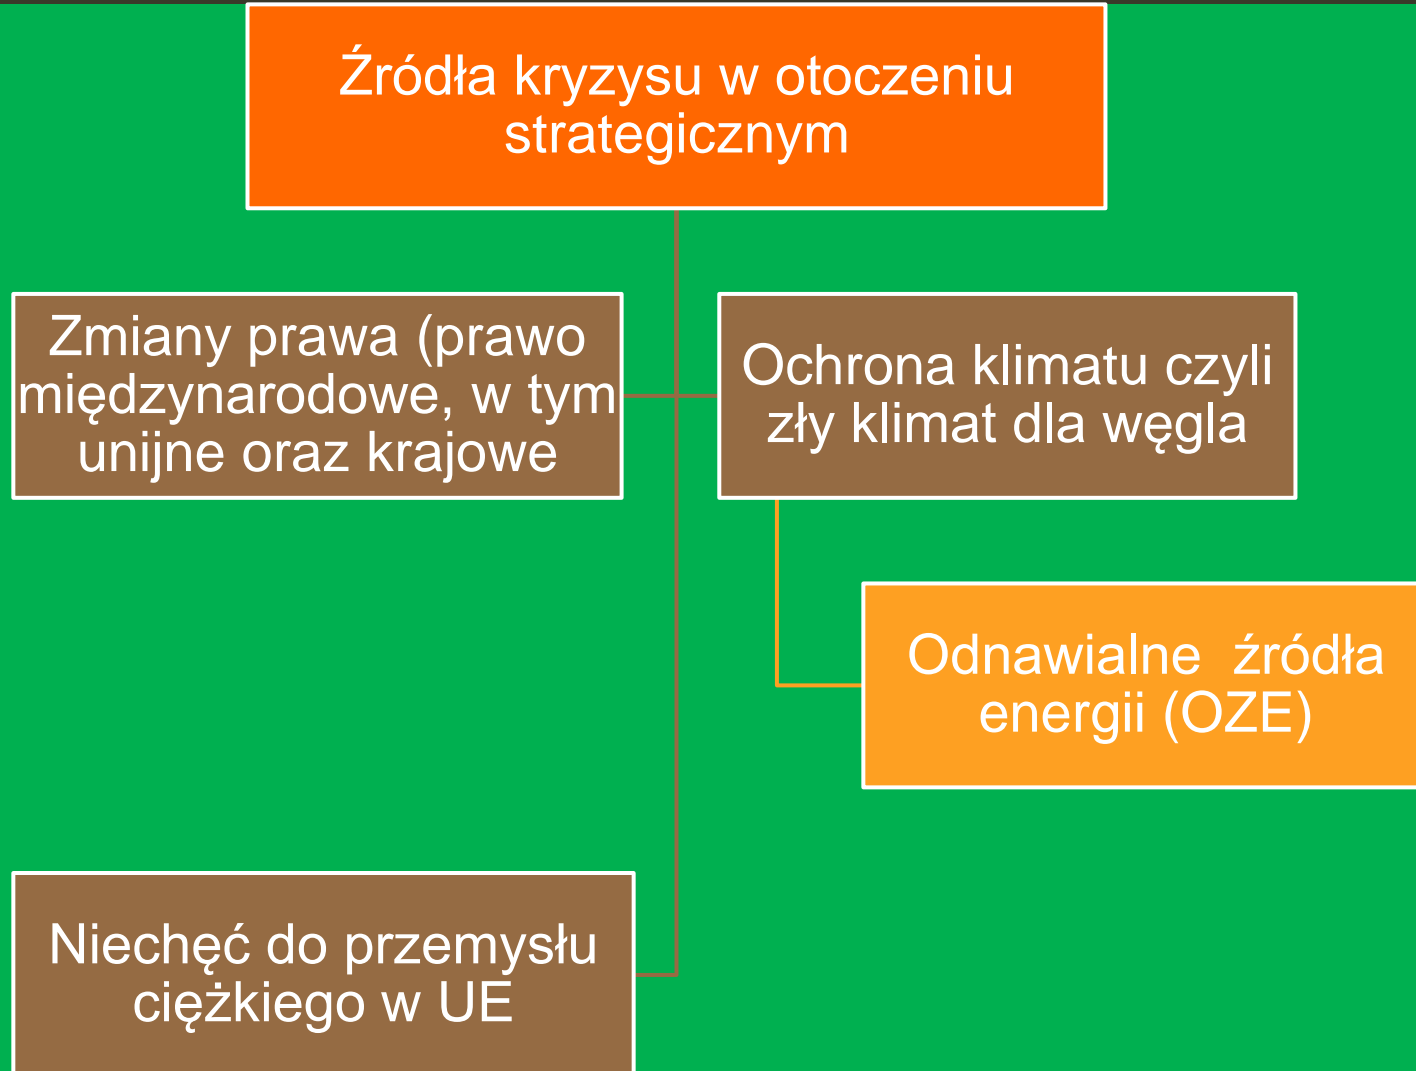 Źródła kryzysu w otoczeniu
strategicznym
Zmiany prawa (prawo
międzynarodowe, w tym
unijne oraz krajowe
Ochrona klimatu czyli
zły klimat dla węgla
Odnawialne  źródła
energii (OZE)
Niechęć do przemysłu
ciężkiego w UE